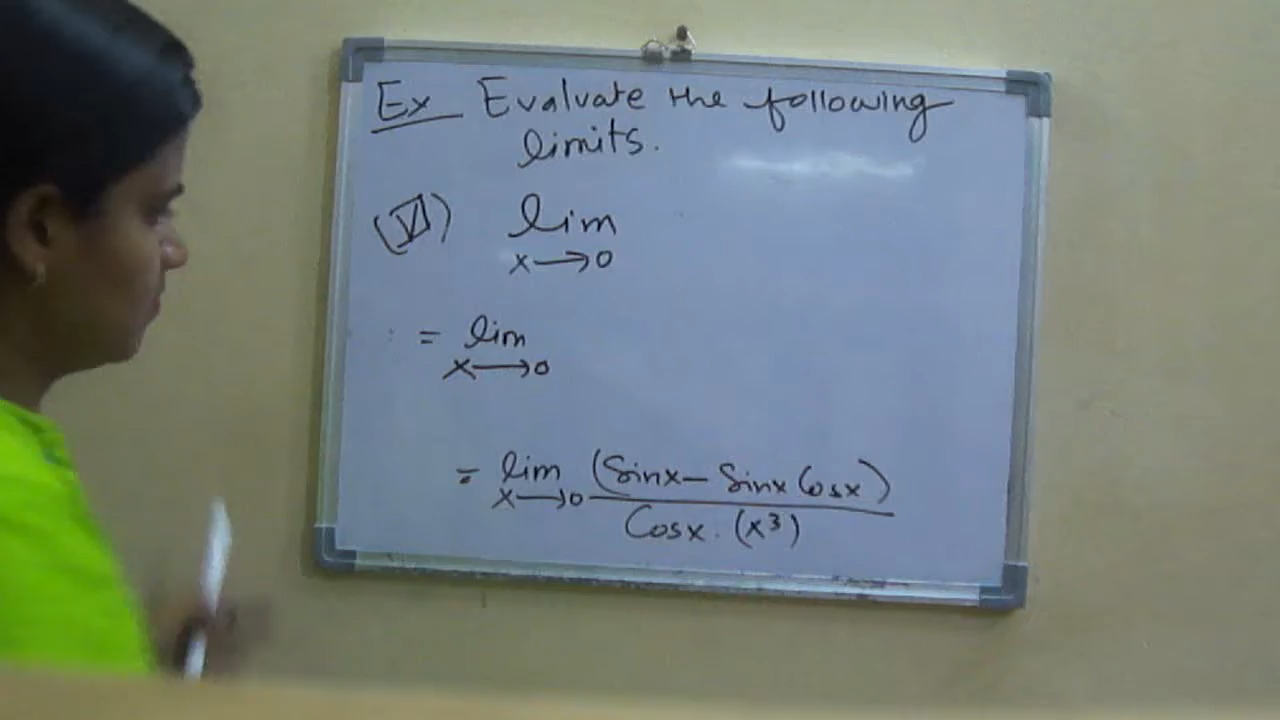 Ex Evaluate the following
limits.
(V) lim
x→0
= lim
x→0
= lim (Sinx – Sinx Cosx)
x→0 Cosx . (x³)